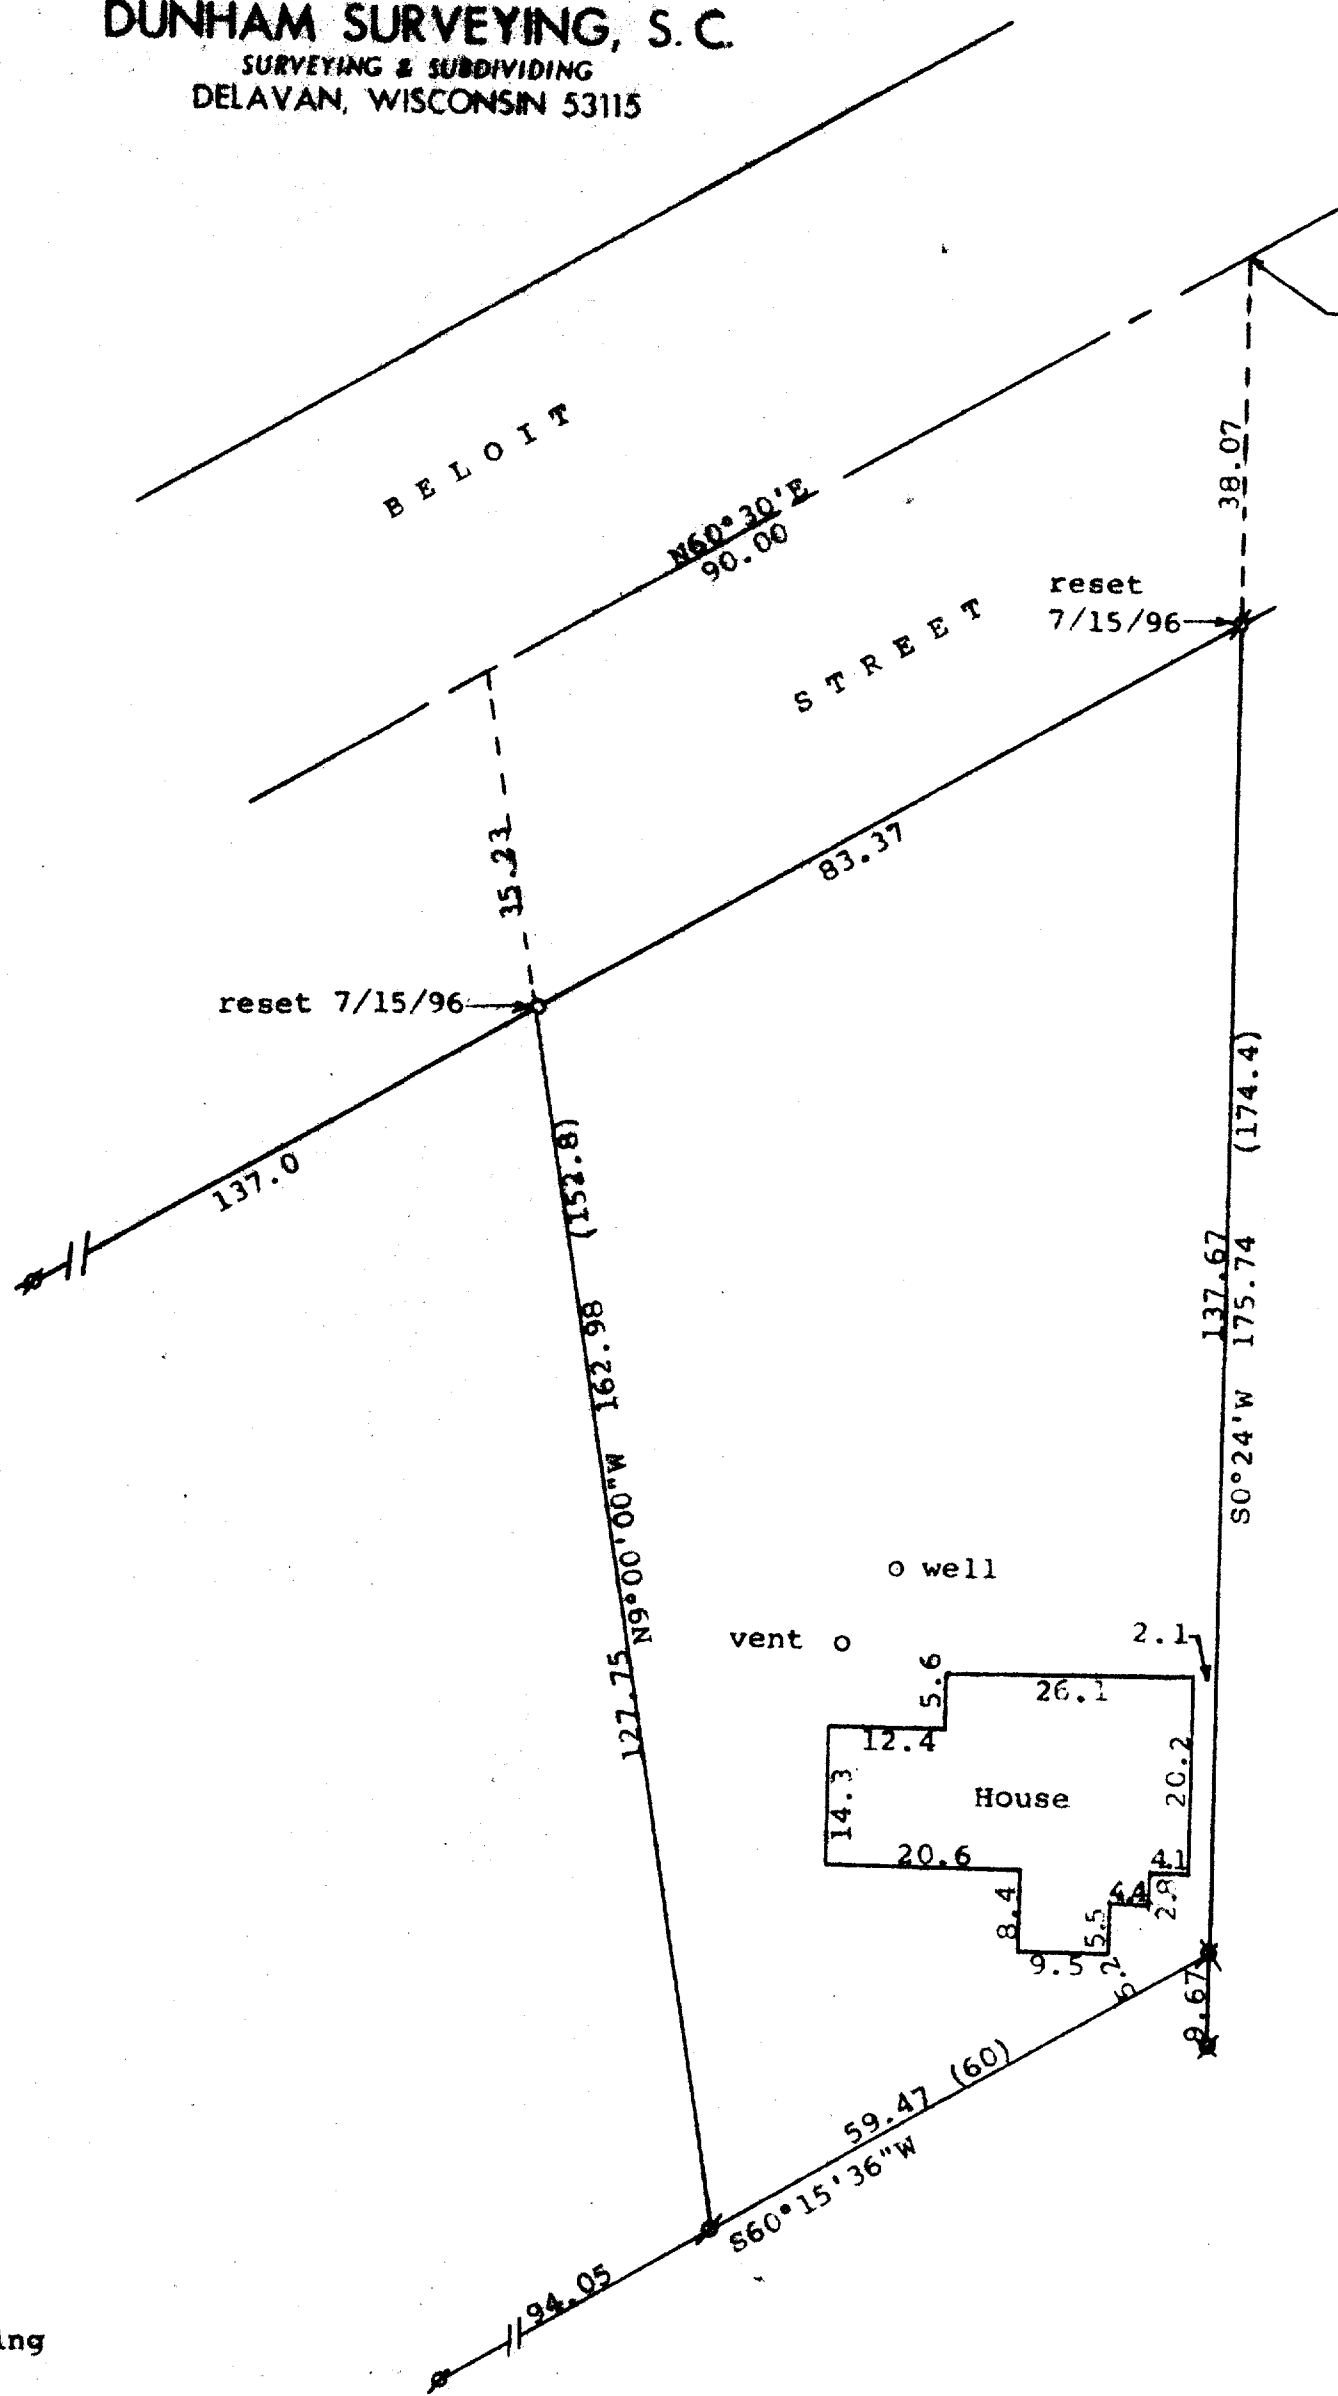 DUNHAM SURVEYING, S.C.
SURVEYING & SUBDIVIDING
DELAVAN, WISCONSIN 53115
BELOIT
N60°30'E
90.00
38.07
reset
7/15/96
STREET
35.23
83.37
reset 7/15/96
137.0
(152.8)
162.98
N9°00'00"W
127.75
(174.4)
137.67
175.74
S0°24'W
well
vent
2.1
5.6
26.1
12.4
14.3
House
20.2
20.6
4.1
4.4
2.8
8.4
5.5
9.5
6.2
9.67
59.47 (60)
S60°15'36"W
94.05
ing